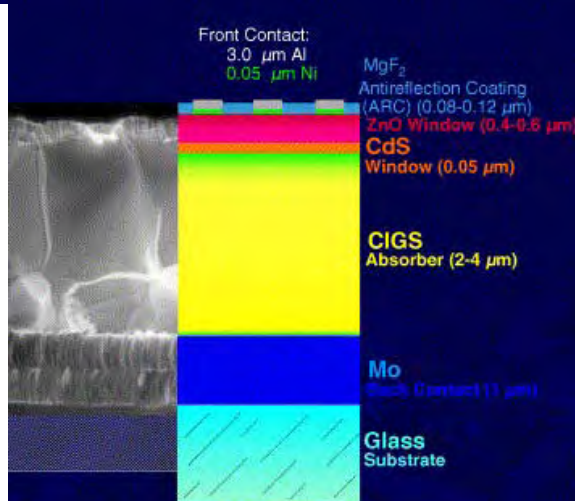 Front Contact:
3.0 µm Al
0.05 µm Ni
MgF2
Antireflection Coating
(ARC) (0.08-0.12 µm)
ZnO Window (0.4-0.6 µm)
CdS
Window (0.05 µm)
CIGS
Absorber (2-4 µm)
Mo
Back Contact (1 µm)
Glass
Substrate